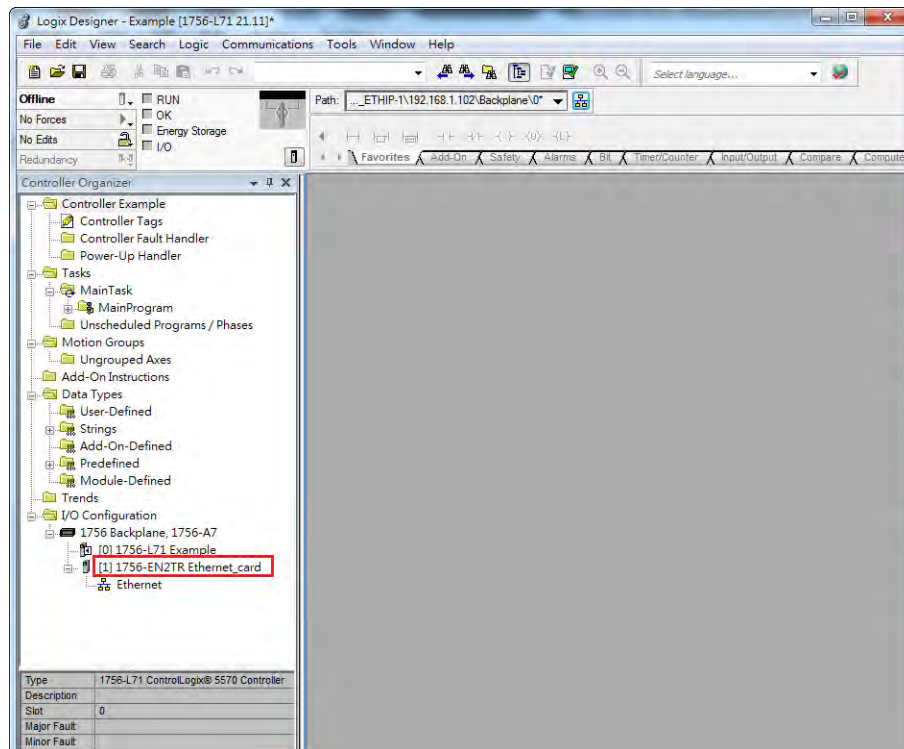 Logix Designer - Example [1756-L71 21.11]*
File Edit View Search Logic Communications Tools Window Help
Select language...
Offline
RUN
No Forces
OK
No Edits
Energy Storage
Redundancy
I/O
Path: ..._ETHIP-1\192.168.1.102\Backplane\0*
Favorites Add-On Safety Alarms Bit Timer/Counter Input/Output Compare Compute
Controller Organizer
Controller Example
Controller Tags
Controller Fault Handler
Power-Up Handler
Tasks
MainTask
MainProgram
Unscheduled Programs / Phases
Motion Groups
Ungrouped Axes
Add-On Instructions
Data Types
User-Defined
Strings
Add-On-Defined
Predefined
Module-Defined
Trends
I/O Configuration
1756 Backplane, 1756-A7
[0] 1756-L71 Example
[1] 1756-EN2TR Ethernet_card
Ethernet
Type 1756-L71 ControlLogix® 5570 Controller
Description
Slot 0
Major Fault
Minor Fault